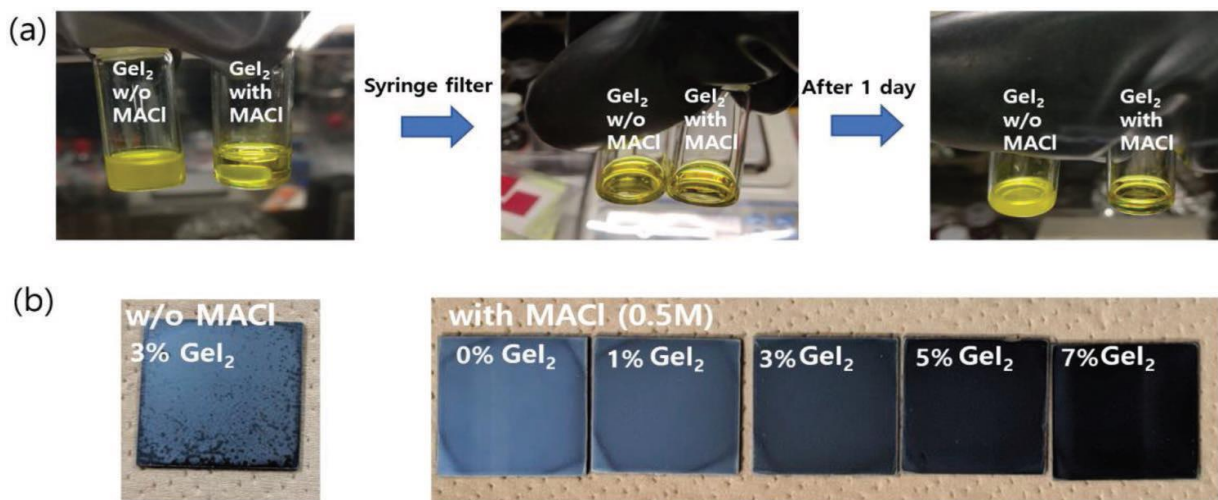 (a)
GeI₂
w/o
MACl
GeI₂
with
MACl
Syringe filter
GeI₂
w/o
MACl
GeI₂
with
MACl
After 1 day
GeI₂
w/o
MACl
GeI₂
with
MACl
(b)
w/o MACl
3% GeI₂
with MACl (0.5M)
0% GeI₂
1% GeI₂
3% GeI₂
5% GeI₂
7%GeI₂